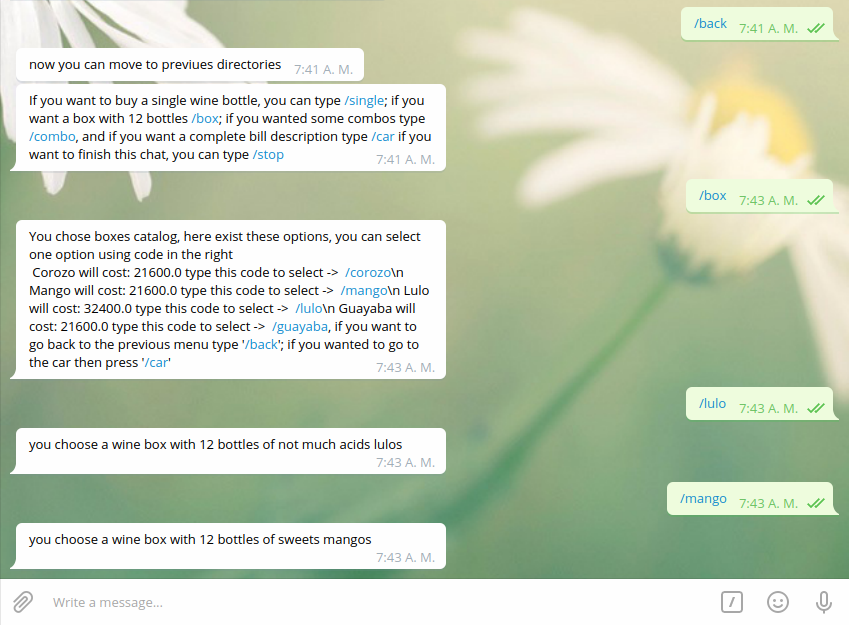 /back 7:41 A. M.
now you can move to previues directories 7:41 A. M.
If you want to buy a single wine bottle, you can type /single; if you
want a box with 12 bottles /box; if you wanted some combos type
/combo, and if you want a complete bill description type /car if you
want to finish this chat, you can type /stop 7:41 A. M.
/box 7:43 A. M.
You chose boxes catalog, here exist these options, you can select
one option using code in the right
Corozo will cost: 21600.0 type this code to select -> /corozo\n
Mango will cost: 21600.0 type this code to select -> /mango\n Lulo
will cost: 32400.0 type this code to select -> /lulo\n Guayaba will
cost: 21600.0 type this code to select -> /guayaba, if you want to
go back to the previous menu type '/back'; if you wanted to go to
the car then press '/car' 7:43 A. M.
/lulo 7:43 A. M.
you choose a wine box with 12 bottles of not much acids lulos
7:43 A. M.
/mango 7:43 A. M.
you choose a wine box with 12 bottles of sweets mangos
7:43 A. M.
Write a message...